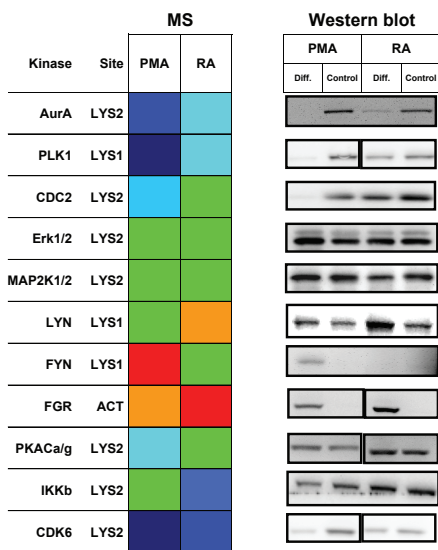 MS Western blot
PMA RA
Kinase Site PMA RA Diff. Control Diff. Control
AurA LYS2
PLK1 LYS1
CDC2 LYS2
Erk1/2 LYS2
MAP2K1/2 LYS2
LYN LYS1
FYN LYS1
FGR ACT
PKACa/g LYS2
IKKb LYS2
CDK6 LYS2